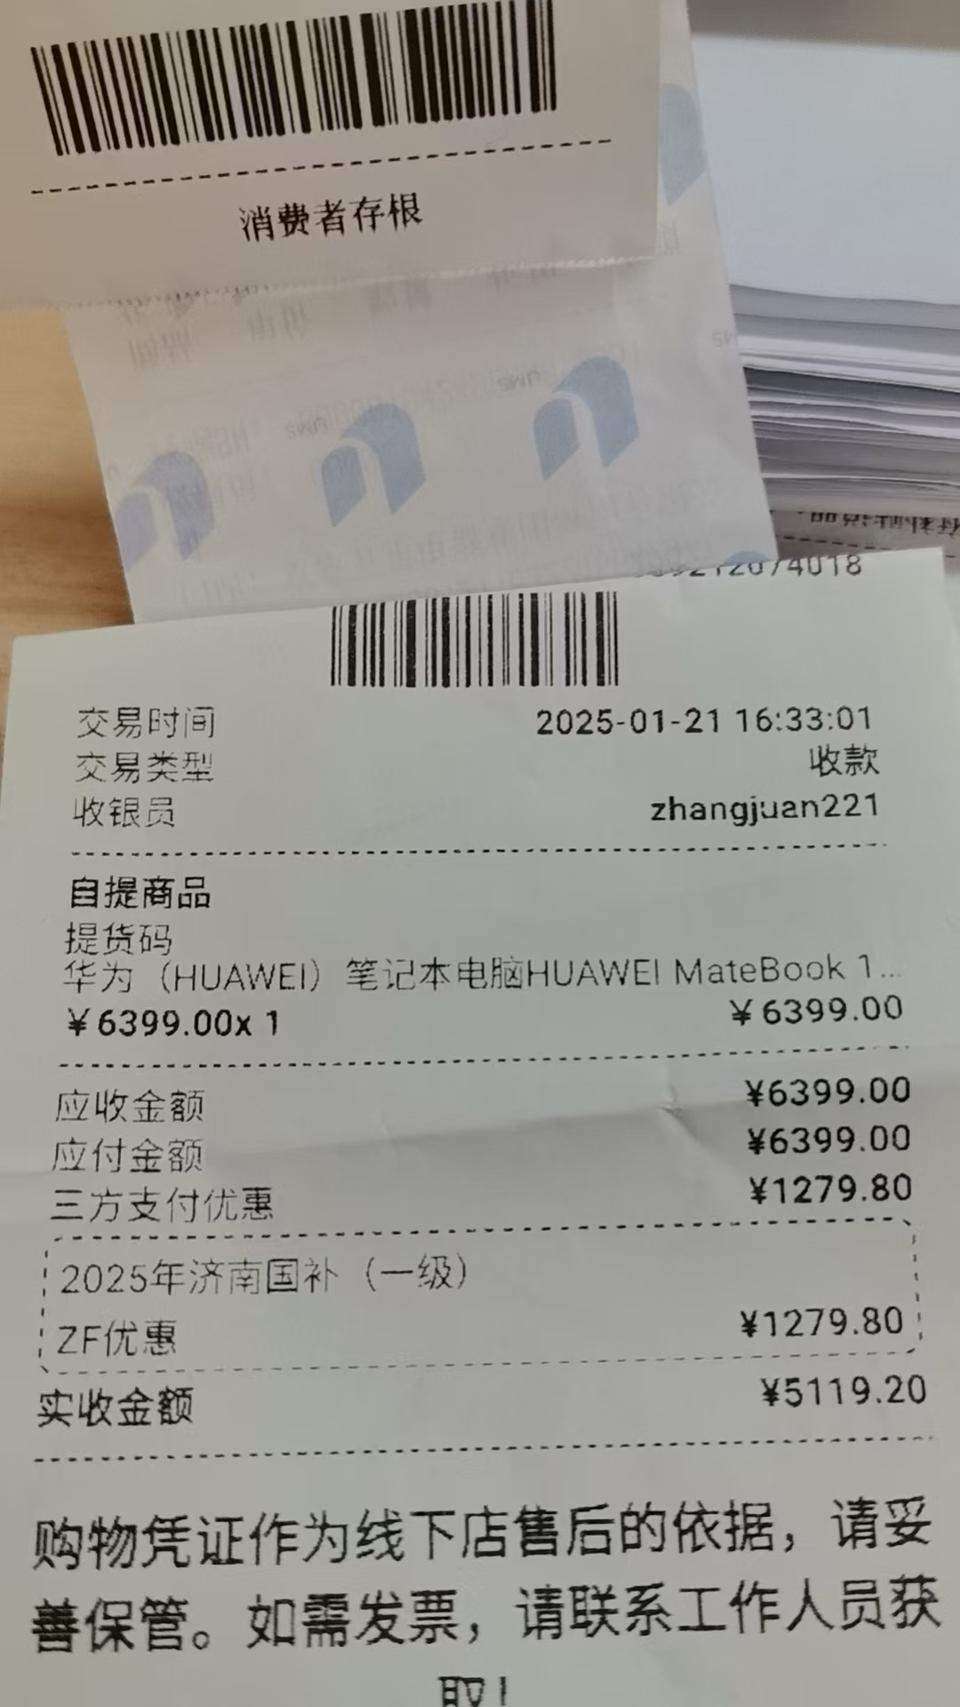 消费者存根
UMS
UMS
交易时间 2025-01-21 16:33:01
交易类型 收款
收银员 zhangjuan221
自提商品
提货码
华为（HUAWEI）笔记本电脑HUAWEI MateBook 1...
¥6399.00x 1 ¥6399.00
应收金额 ¥6399.00
应付金额 ¥6399.00
三方支付优惠 ¥1279.80
2025年济南国补（一级）
ZF优惠 ¥1279.80
实收金额 ¥5119.20
购物凭证作为线下店售后的依据，请妥
善保管。如需发票，请联系工作人员获
取！